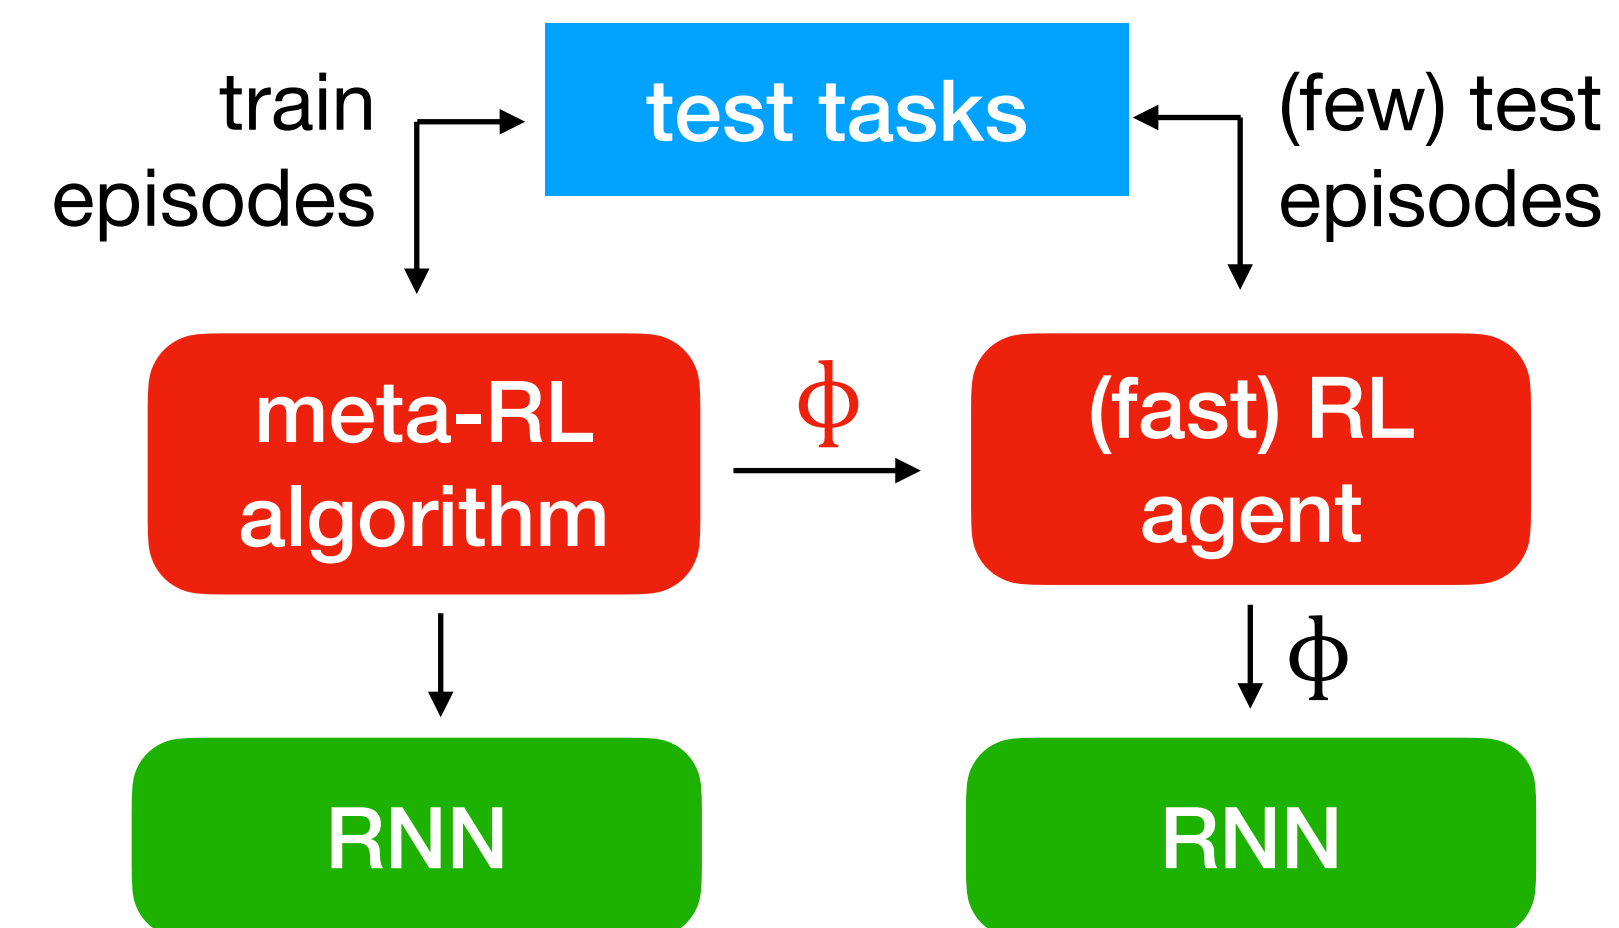 train
episodes
test tasks
(few) test
episodes
meta-RL
algorithm
ϕ
(fast) RL
agent
ϕ
RNN
RNN